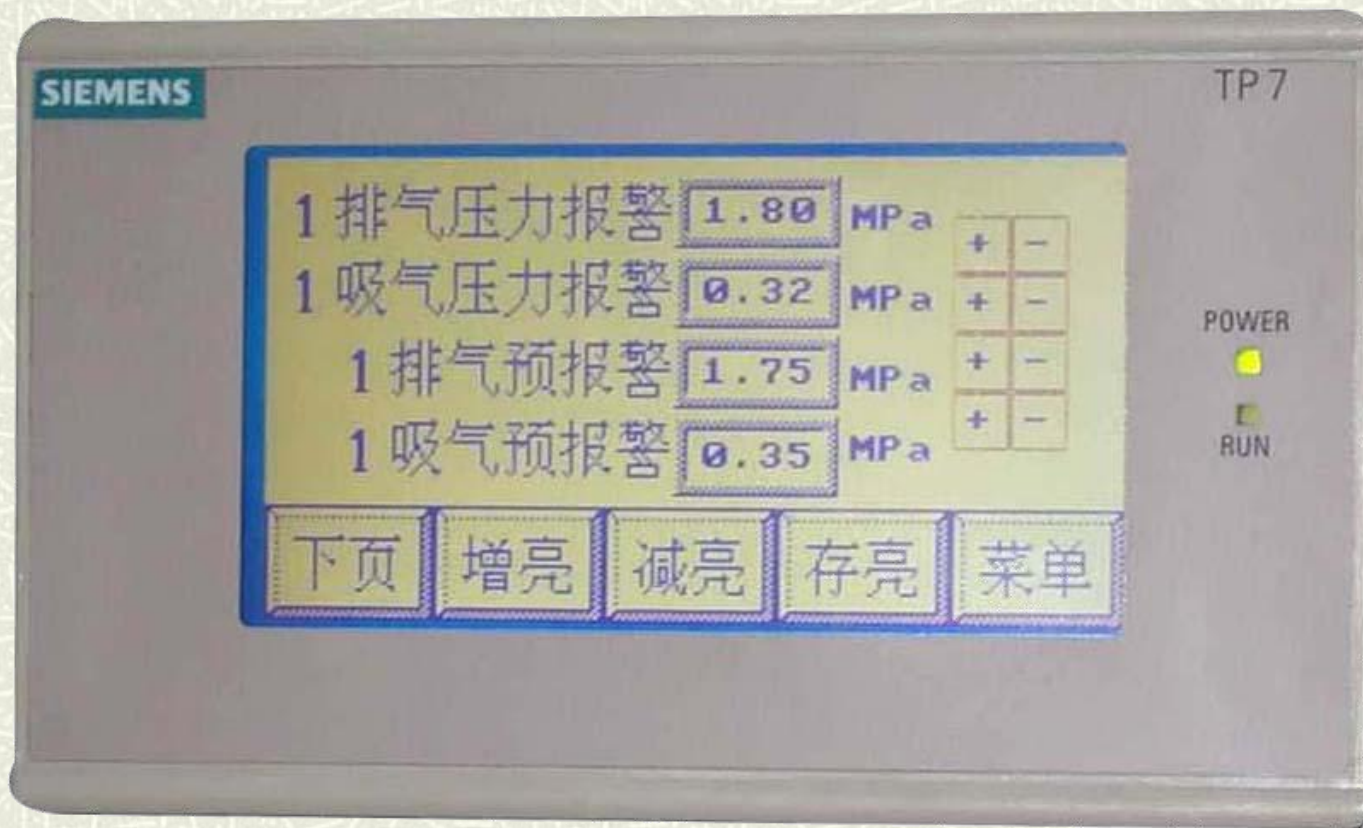 SIEMENS
TP 7
1 排气压力报警 1.80 MPa + -
1 吸气压力报警 0.32 MPa + -
1 排气预报警 1.75 MPa + -
1 吸气预报警 0.35 MPa + -
POWER
RUN
下页 增亮 减亮 存亮 菜单